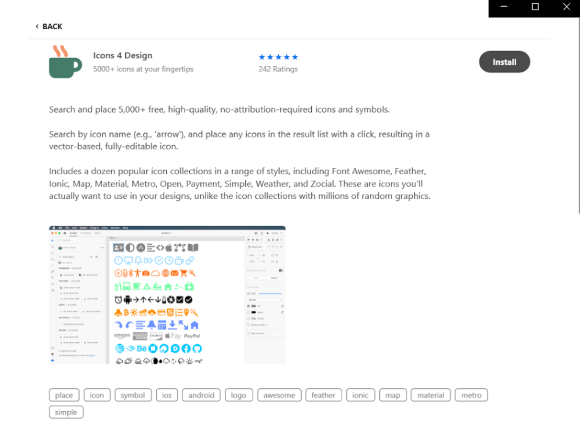 BACK
Icons 4 Design
5000+ icons at your fingertips
242 Ratings
Install
Search and place 5,000+ free, high-quality, no-attribution-required icons and symbols.
Search by icon name (e.g., 'arrow'), and place any icons in the result list with a click, resulting in a
vector-based, fully-editable icon.
Includes a dozen popular icon collections in a range of styles, including Font Awesome, Feather,
Ionic, Map, Material, Metro, Open, Payment, Simple, Weather, and Zocial. These are icons you'll
actually want to use in your designs, unlike the icon collections with millions of random graphics.
place icon symbol ios android logo awesome feather ionic map material metro
simple